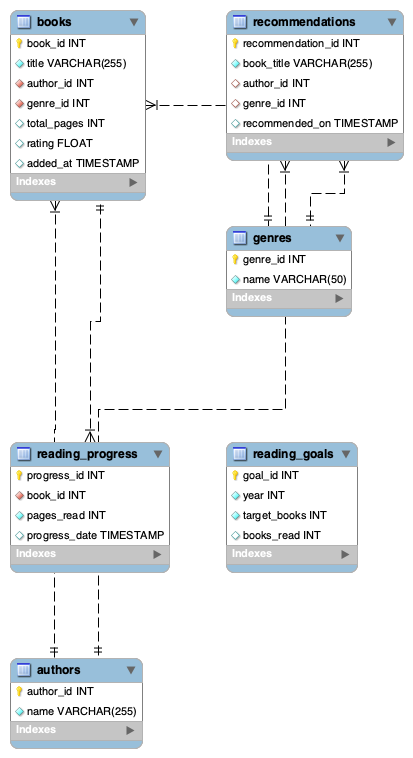 books
book_id INT
title VARCHAR(255)
author_id INT
genre_id INT
total_pages INT
rating FLOAT
added_at TIMESTAMP
Indexes
recommendations
recommendation_id INT
book_title VARCHAR(255)
author_id INT
genre_id INT
recommended_on TIMESTAMP
Indexes
genres
genre_id INT
name VARCHAR(50)
Indexes
reading_progress
progress_id INT
book_id INT
pages_read INT
progress_date TIMESTAMP
Indexes
reading_goals
goal_id INT
year INT
target_books INT
books_read INT
Indexes
authors
author_id INT
name VARCHAR(255)
Indexes